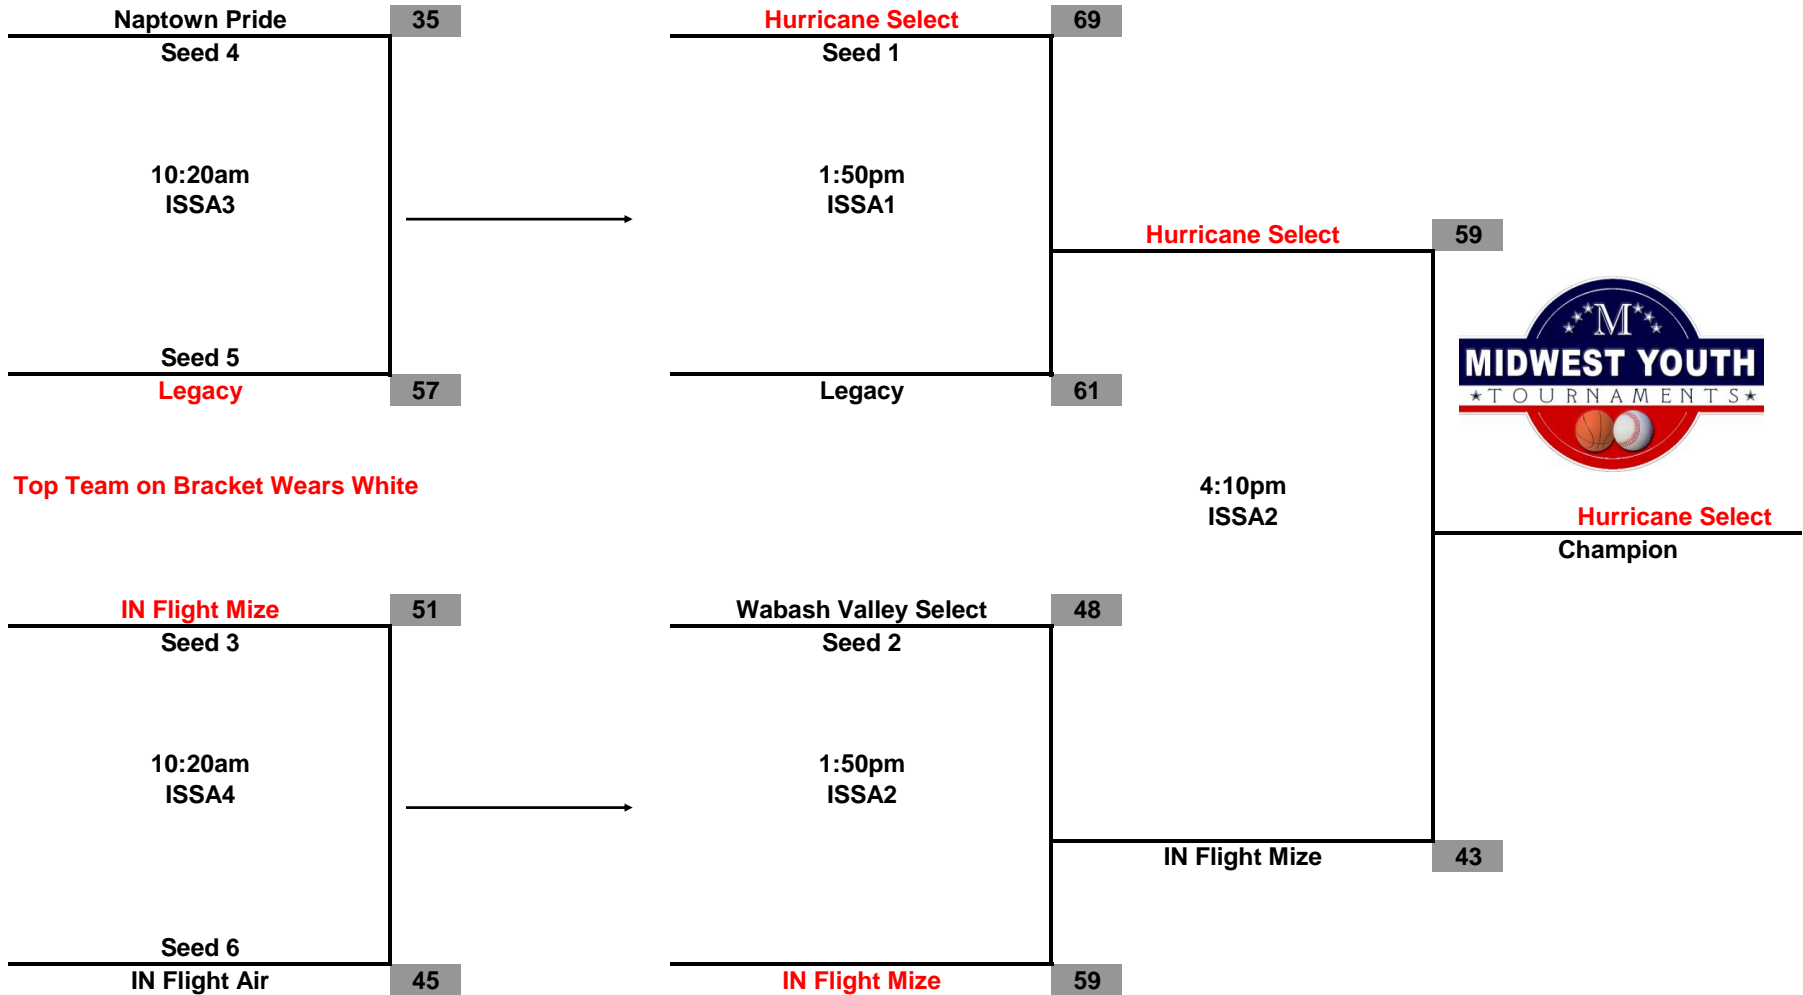 Naptown Pride 35 Hurricane Select 69
Seed 4 Seed 1
10:20am 1:50pm
ISSA3 ISSA1
Hurricane Select 59
M
MIDWEST YOUTH
TOURNAMENTS
Seed 5
Legacy 57 Legacy 61
Top Team on Bracket Wears White
4:10pm
ISSA2
Hurricane Select
Champion
IN Flight Mize 51 Wabash Valley Select 48
Seed 3 Seed 2
10:20am 1:50pm
ISSA4 ISSA2
IN Flight Mize 43
Seed 6
IN Flight Air 45 IN Flight Mize 59